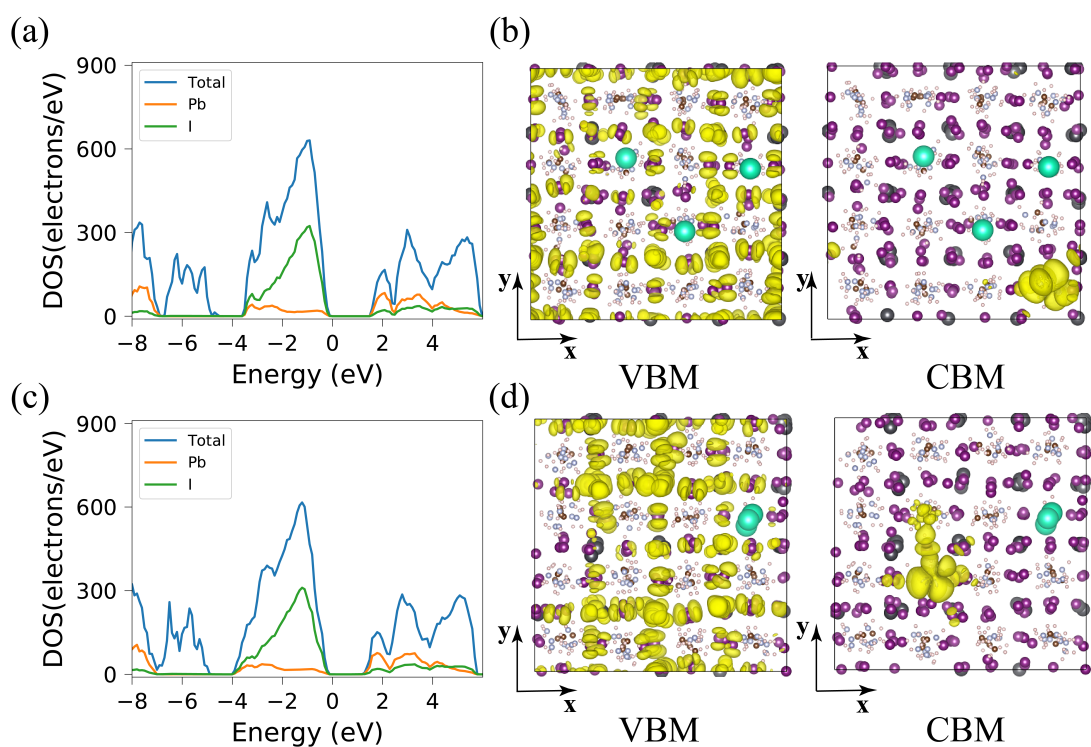 (a)
DOS(electrons/eV)
900
600
300
0
Total
Pb
I
−8 −6 −4 −2 0 2 4
Energy (eV)
(b)
y
x
VBM
y
x
CBM
(c)
DOS(electrons/eV)
900
600
300
0
Total
Pb
I
−8 −6 −4 −2 0 2 4
Energy (eV)
(d)
y
x
VBM
y
x
CBM